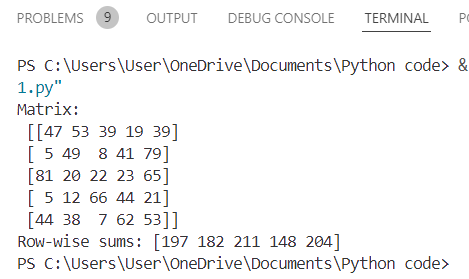 PROBLEMS 9 OUTPUT DEBUG CONSOLE TERMINAL
PS C:\Users\User\OneDrive\Documents\Python code> &
1.py"
Matrix:
[[47 53 39 19 39]
[ 5 49  8 41 79]
[81 20 22 23 65]
[ 5 12 66 44 21]
[44 38  7 62 53]]
Row-wise sums: [197 182 211 148 204]
PS C:\Users\User\OneDrive\Documents\Python code>